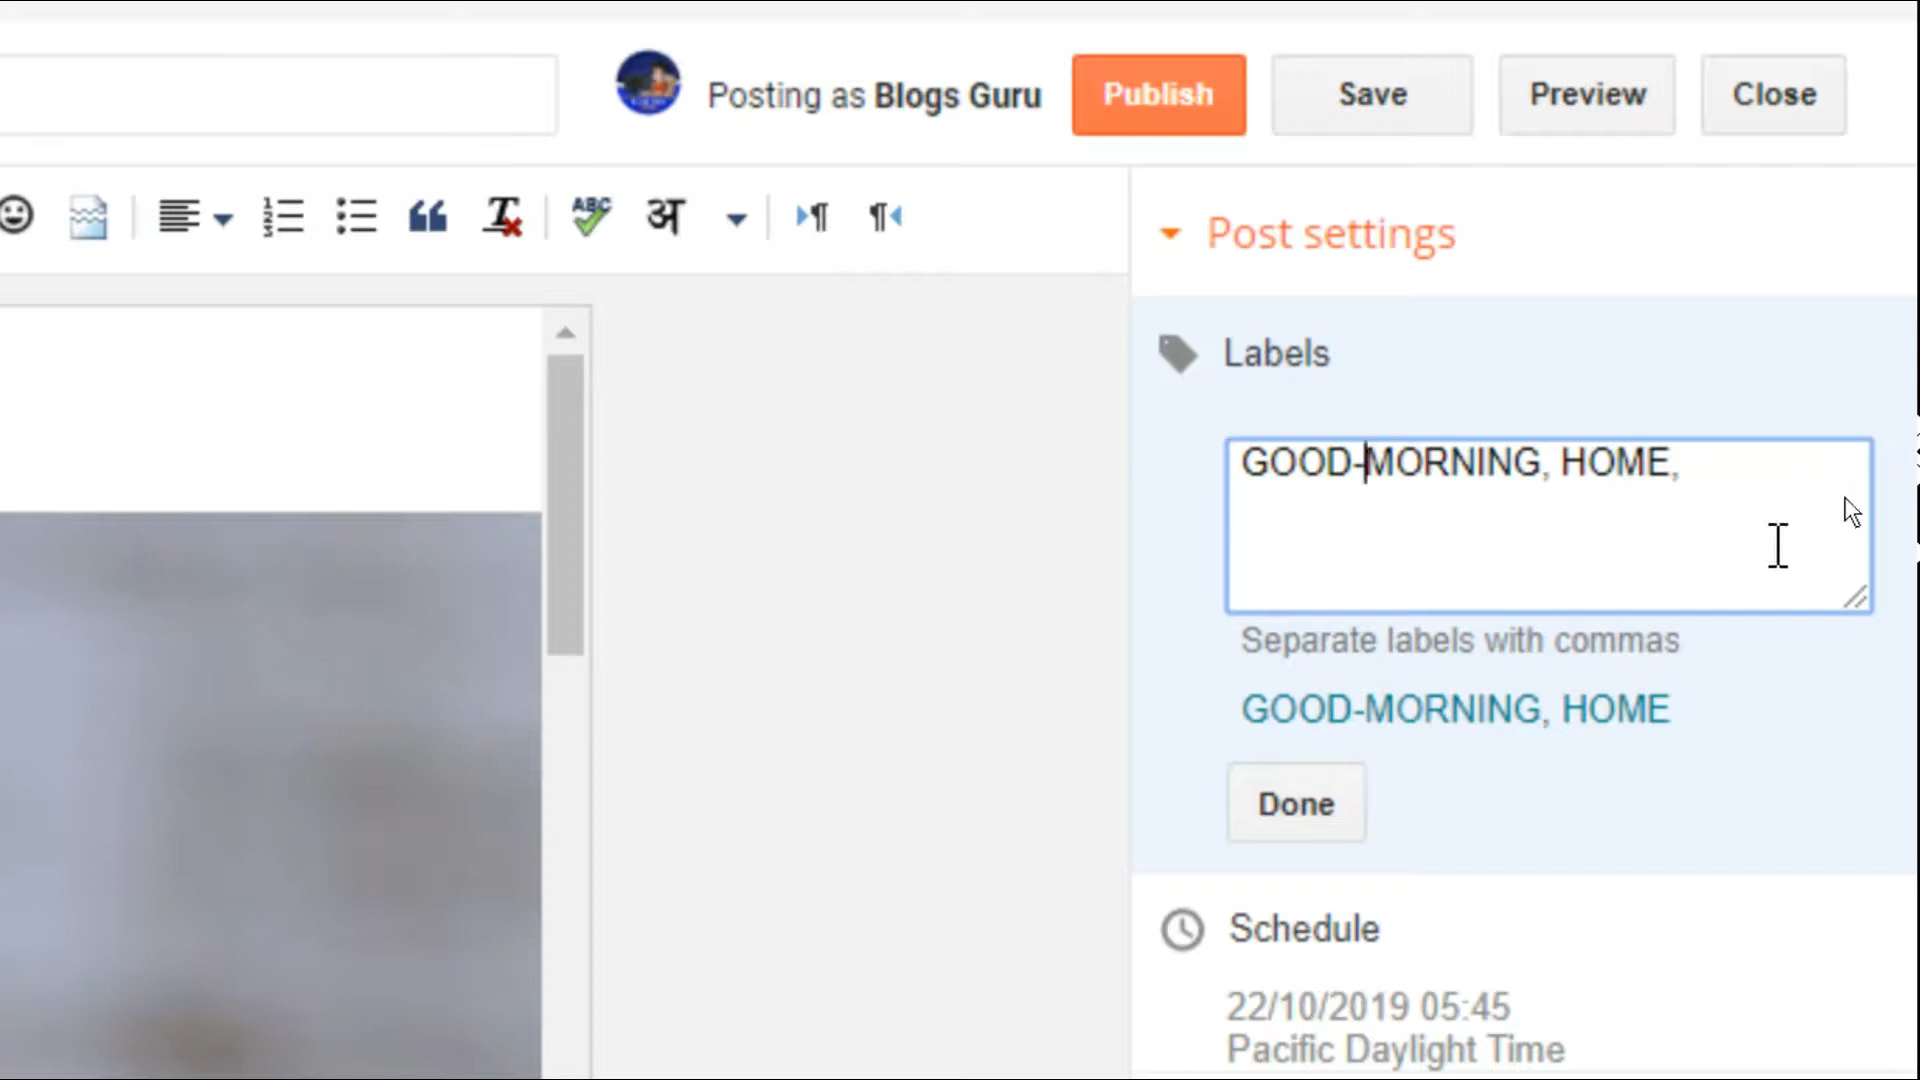 Posting as Blogs Guru
Publish
Save
Preview
Close
ABC
अ
Post settings
Labels
GOOD-MORNING, HOME,
Separate labels with commas
GOOD-MORNING, HOME
Done
Schedule
22/10/2019 05:45
Pacific Daylight Time